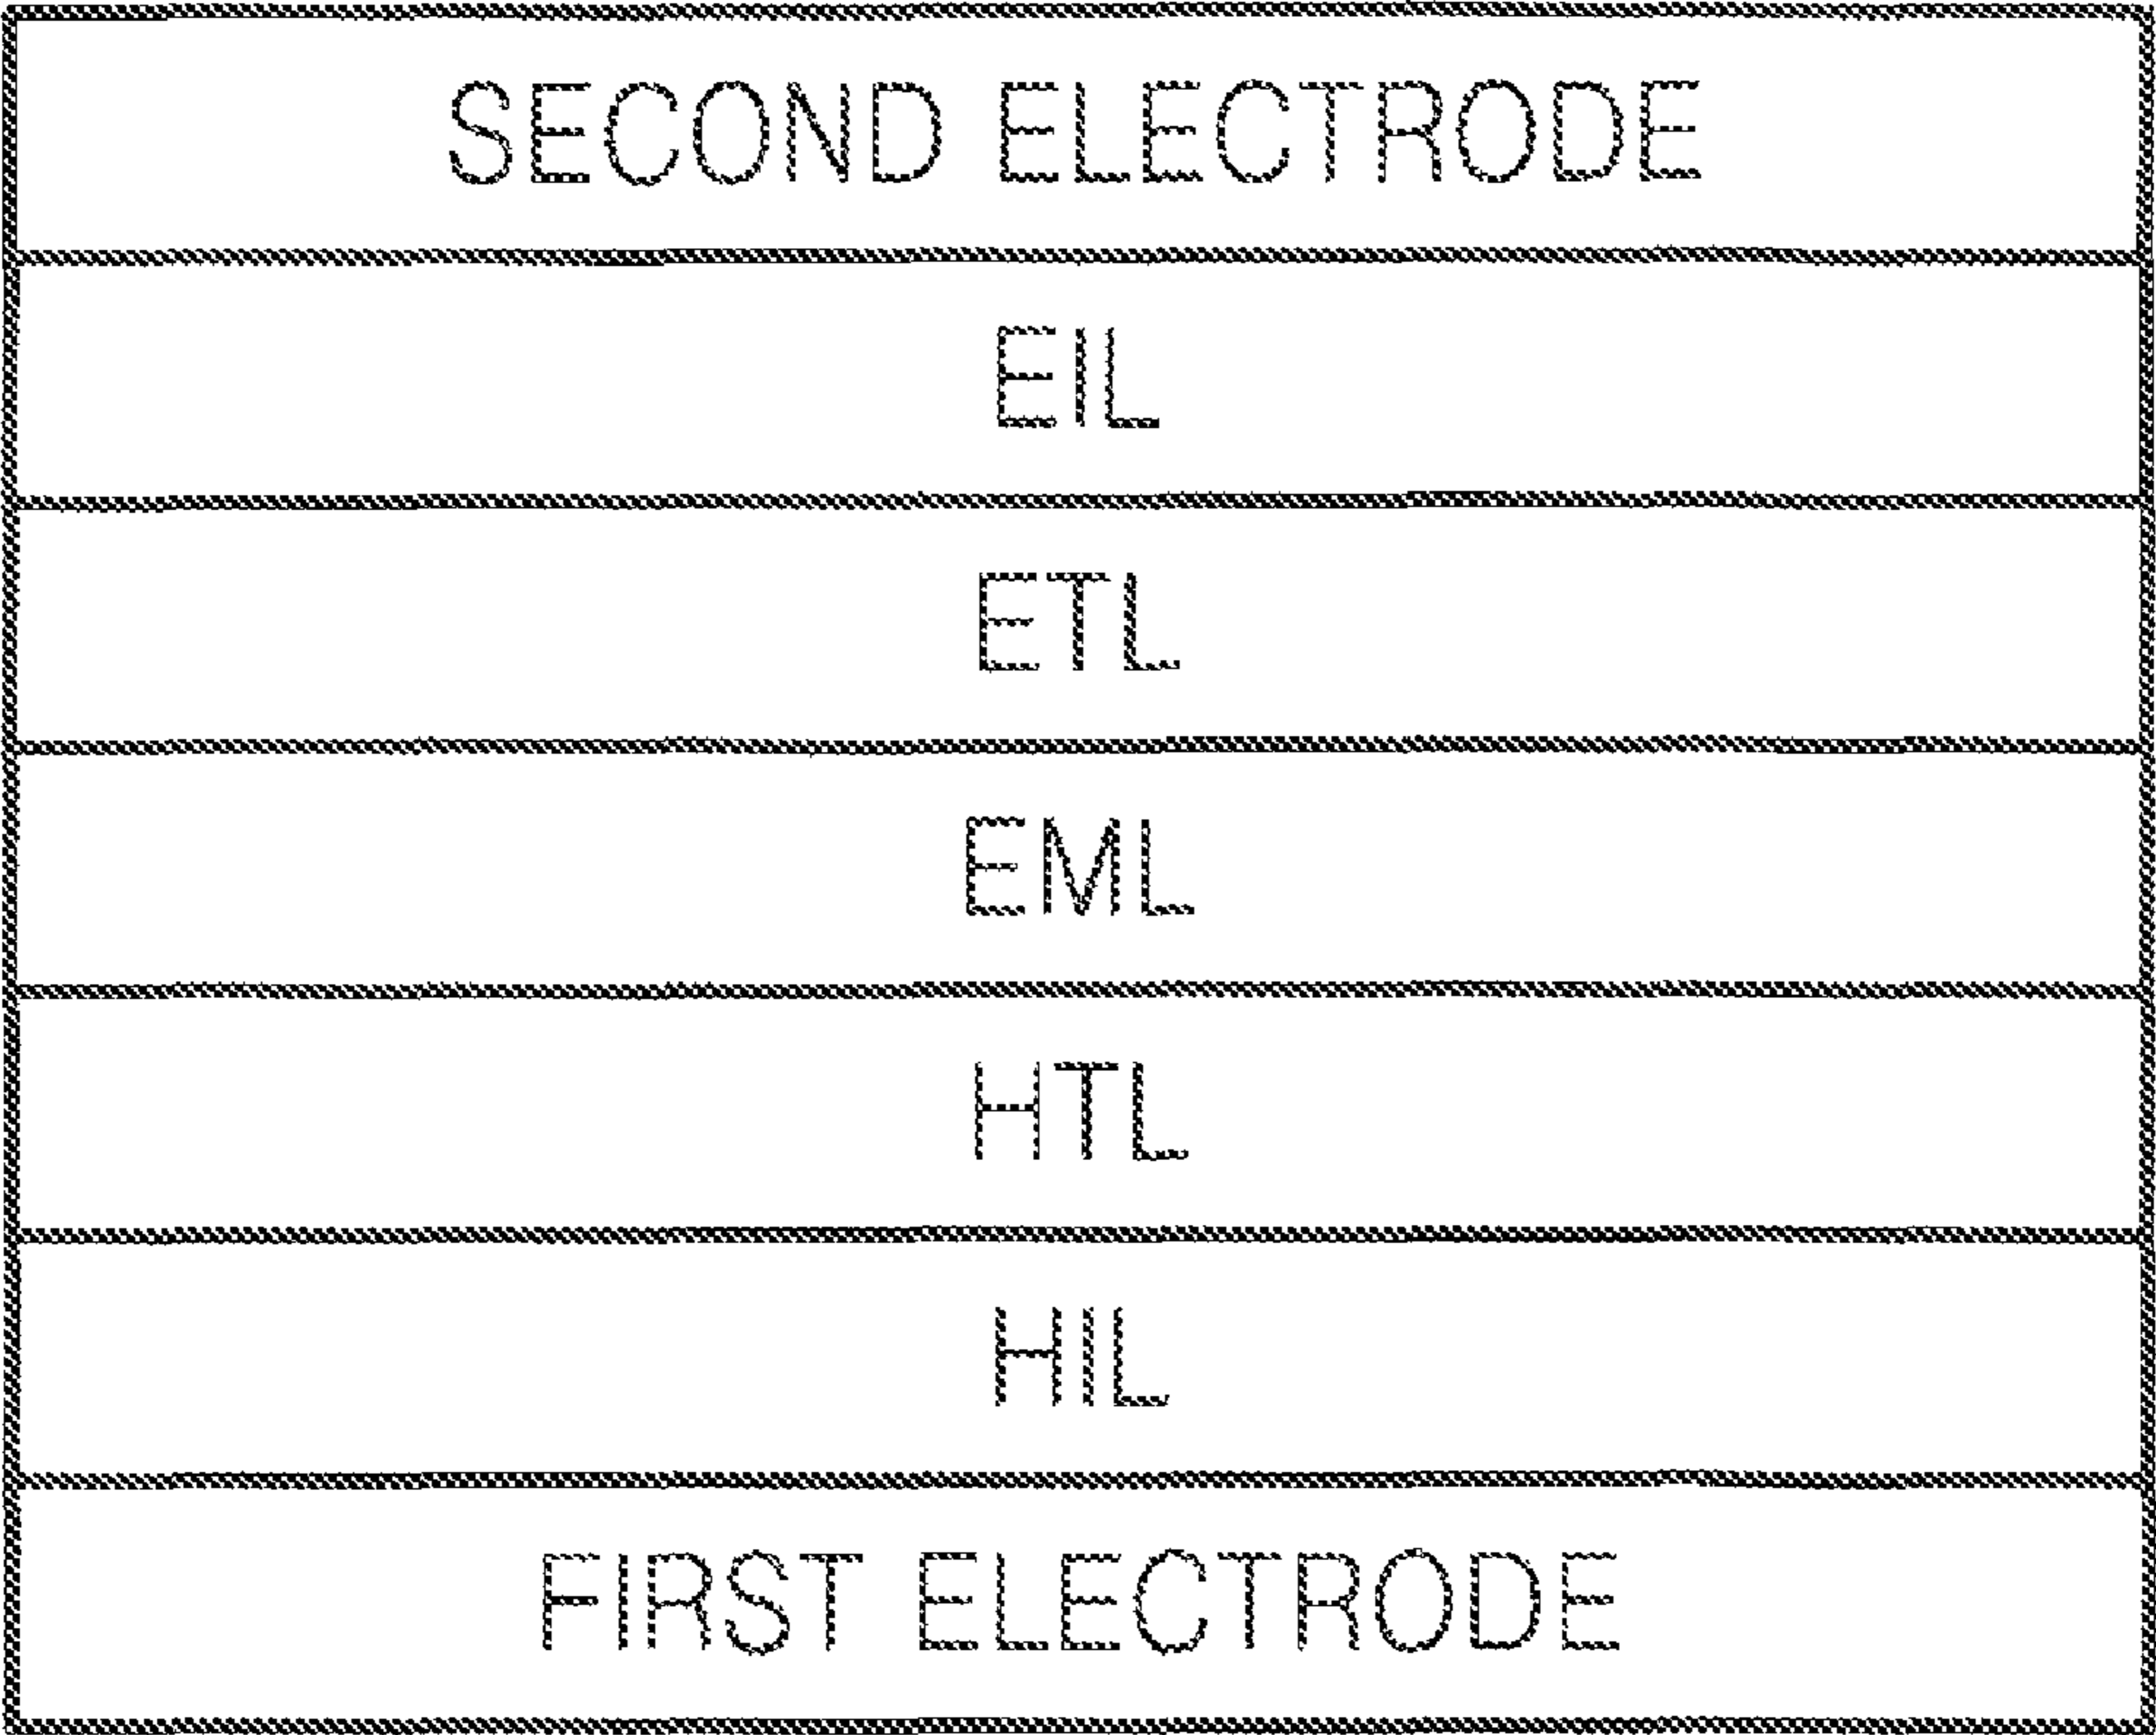 SECOND ELECTRODE
EIL
ETL
EML
HTL
HIL
FIRST ELECTRODE